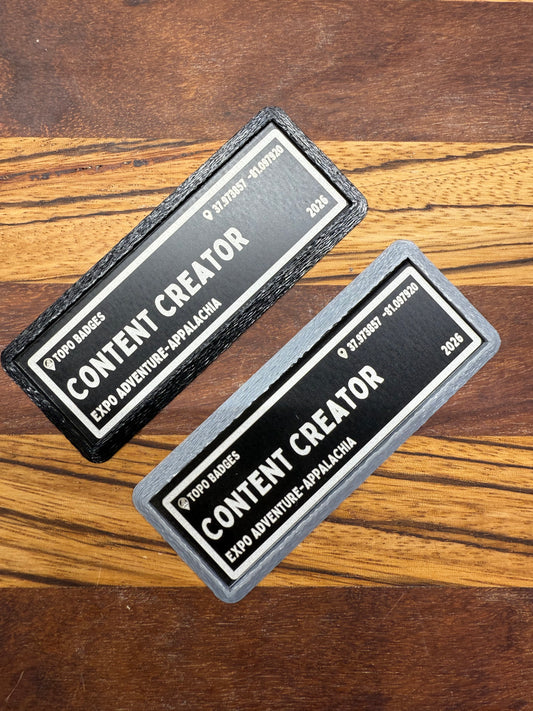 TOPO BADGES
37.973857 -81.097920
CONTENT CREATOR
EXPO ADVENTURE-APPALACHIA
2026
TOPO BADGES
37.973857 -81.097920
CONTENT CREATOR
EXPO ADVENTURE-APPALACHIA
2026